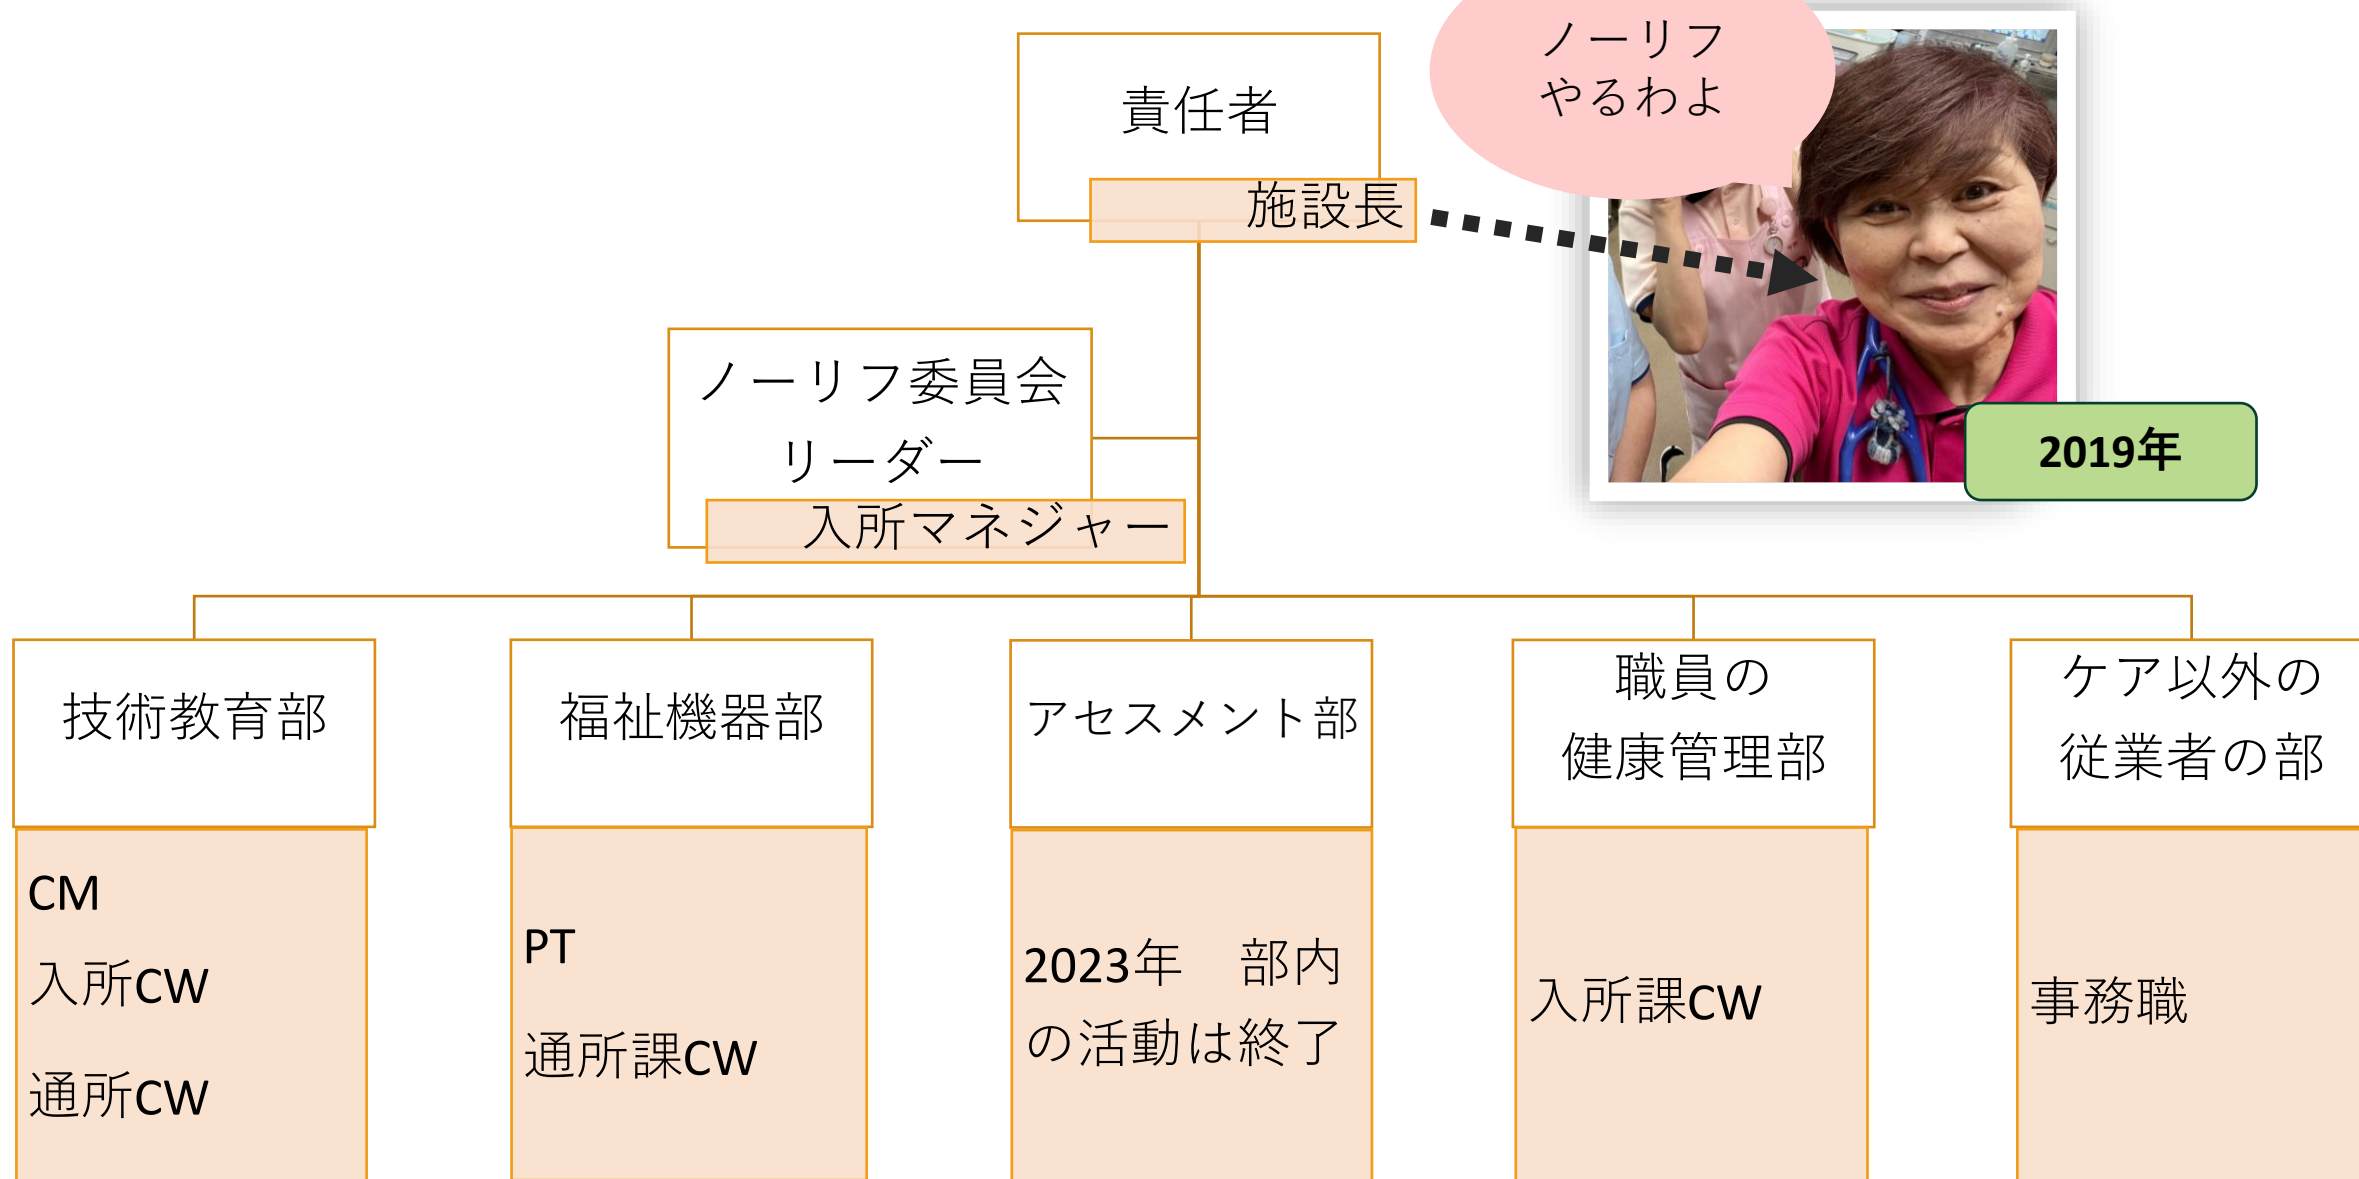 ノーリフ
やるわよ
責任者
施設長
2019年
ノーリフ委員会
リーダー
入所マネジャー
技術教育部
福祉機器部
アセスメント部
職員の
健康管理部
ケア以外の
従業者の部
CM
入所CW
通所CW
PT
通所課CW
2023年　部内
の活動は終了
入所課CW
事務職